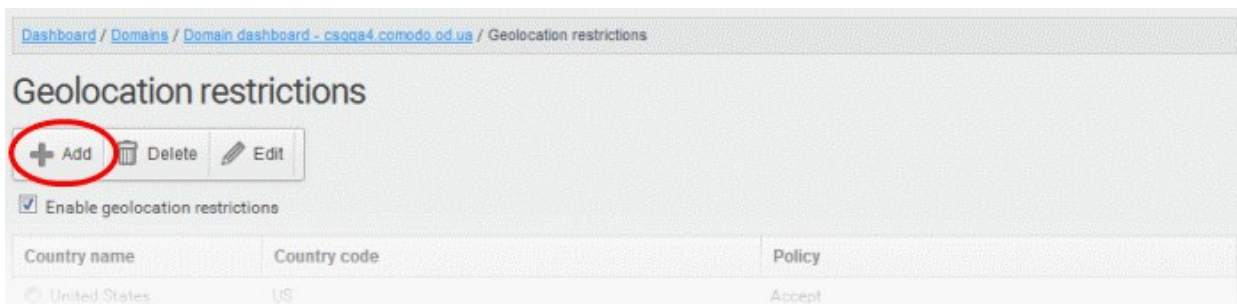 Dashboard / Domains / Domain dashboard - csqqa4.comodo.od.ua / Geolocation restrictions
Geolocation restrictions
Add Delete Edit
Enable geolocation restrictions
Country name Country code Policy
United States US Accept